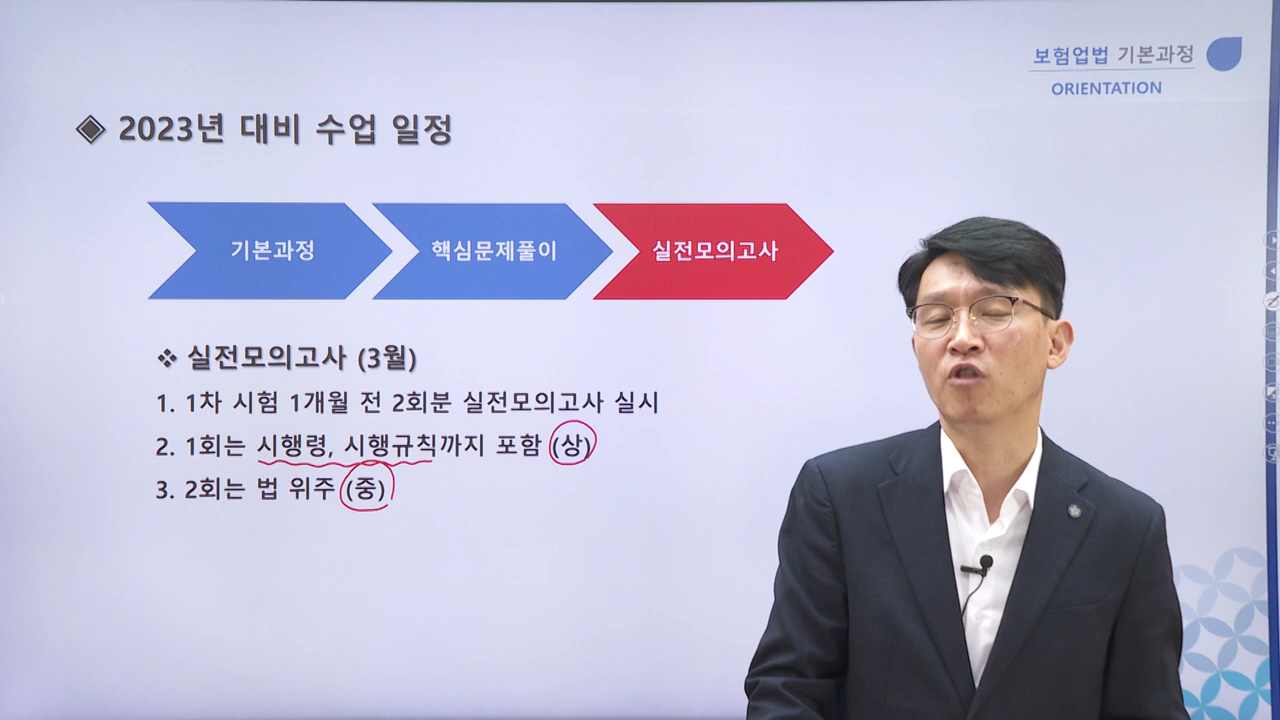 보험업법 기본과정
ORIENTATION
◈ 2023년 대비 수업 일정
기본과정
핵심문제풀이
실전모의고사
❖ 실전모의고사 (3월)
1. 1차 시험 1개월 전 2회분 실전모의고사 실시
2. 1회는 시행령, 시행규칙까지 포함 (상)
3. 2회는 법 위주 (중)